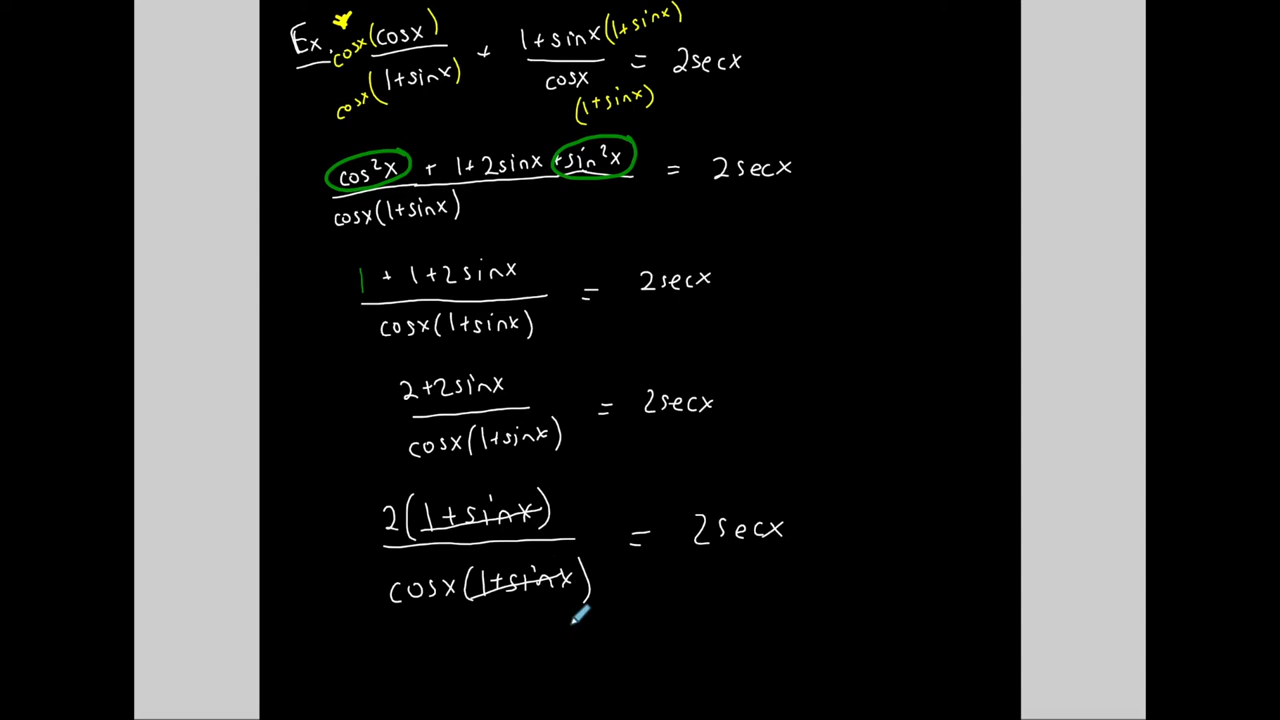 Ex. cosx(cosx) 1+sinx(1+sinx)
+ = 2secx
cosx(1+sinx) cosx
(1+sinx)
cos²x + 1+2sinx +sin²x = 2secx
cosx(1+sinx)
1 + 1+2sinx = 2secx
cosx(1+sinx)
2+2sinx = 2secx
cosx(1+sinx)
2(1+sinx) = 2secx
cosx(1+sinx)